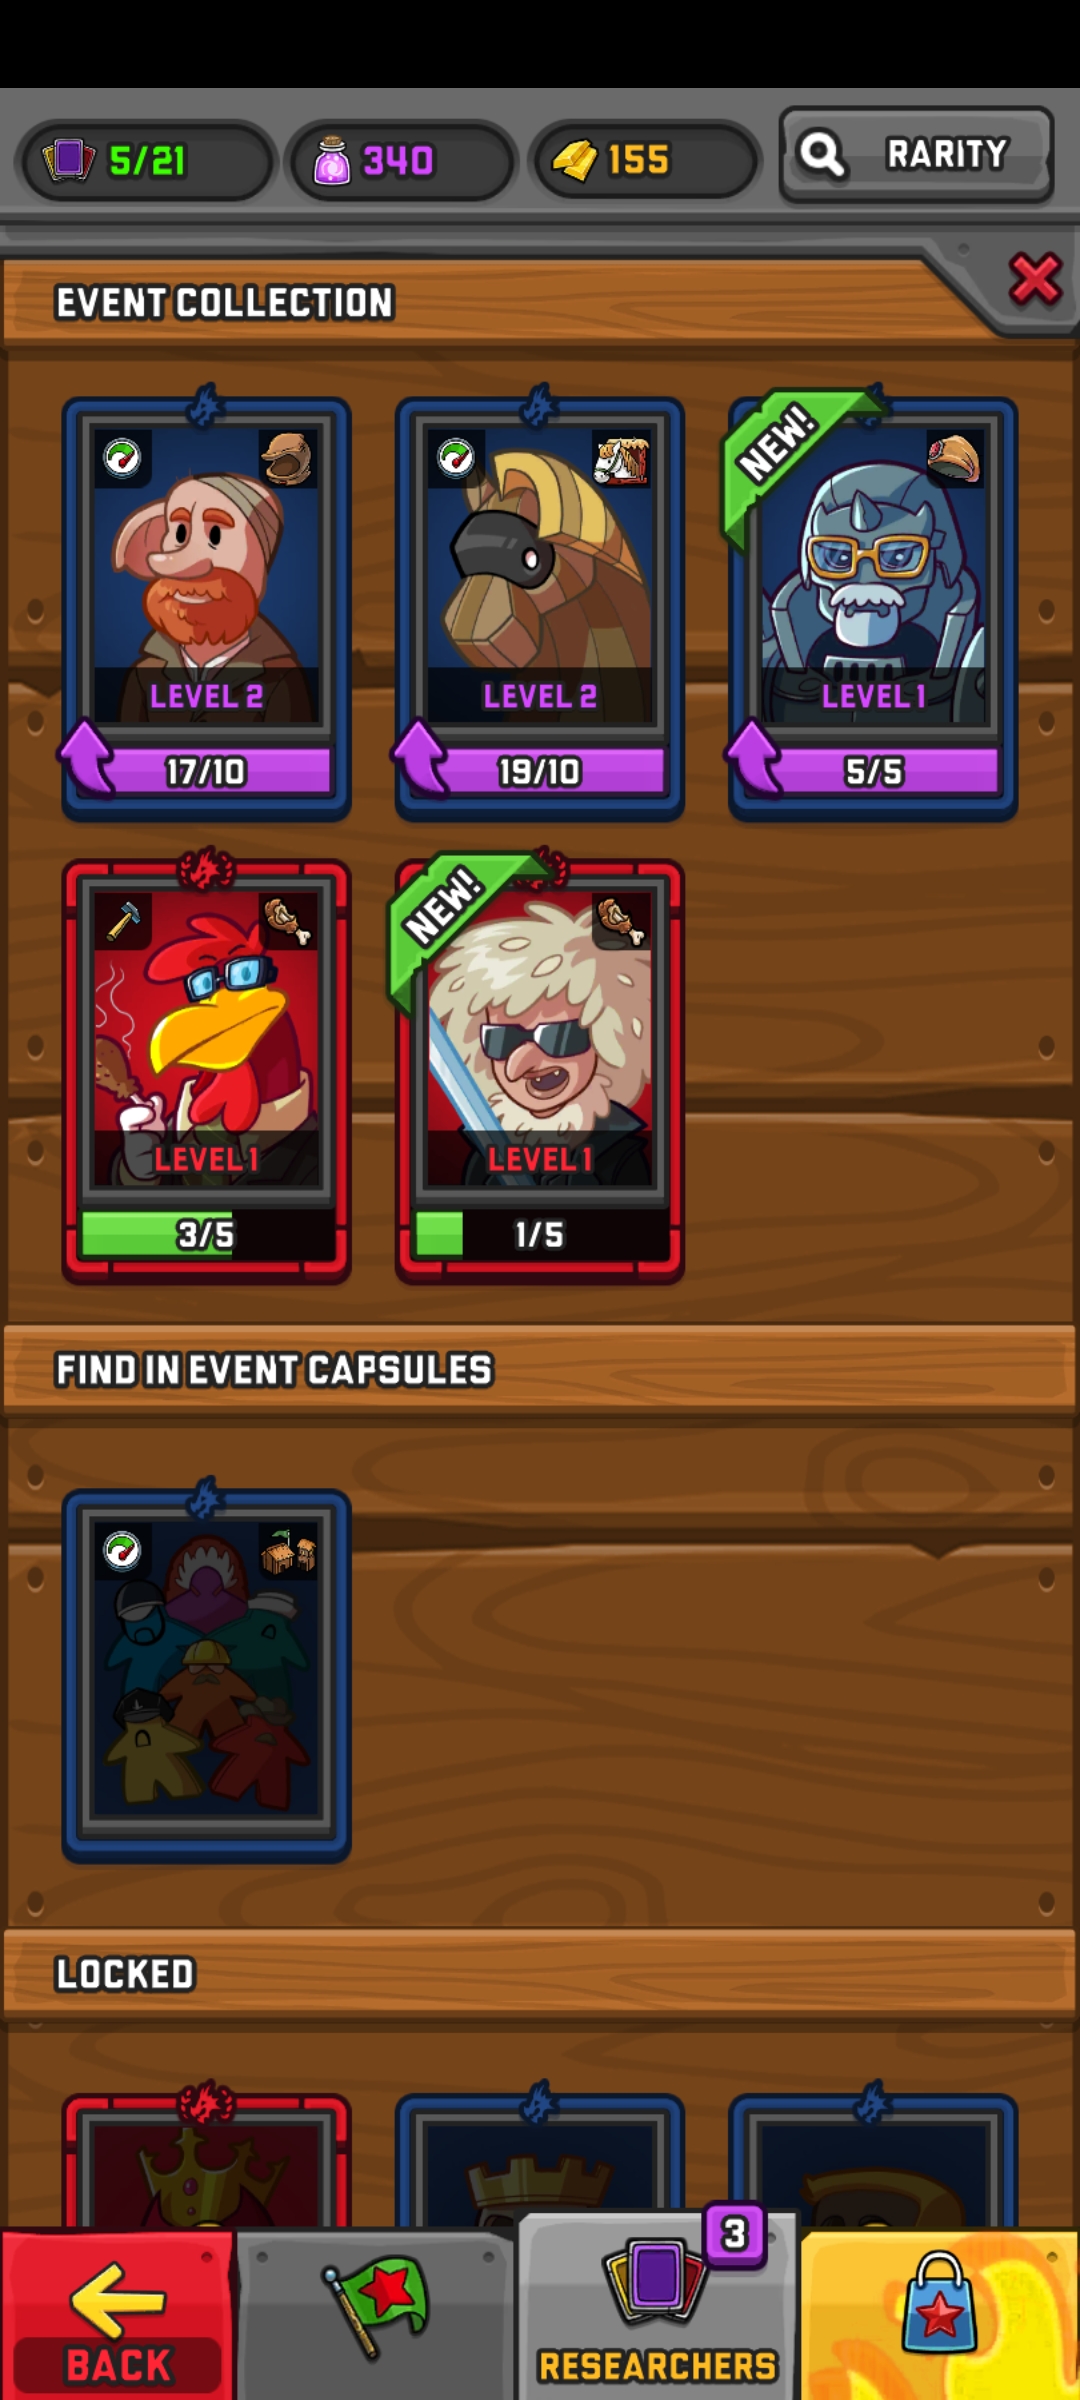 5/21
340
155
RARITY
EVENT COLLECTION
NEW!
LEVEL 2
LEVEL 2
LEVEL 1
17/10
19/10
5/5
NEW!
LEVEL 1
LEVEL 1
3/5
1/5
FIND IN EVENT CAPSULES
LOCKED
3
BACK
RESEARCHERS